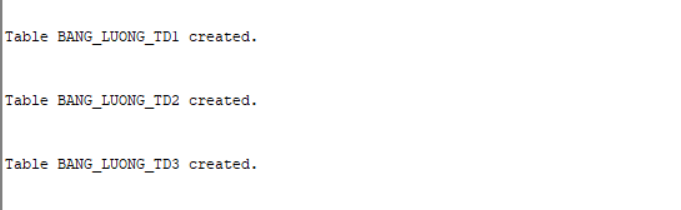 Table BANG_LUONG_TD1 created.
Table BANG_LUONG_TD2 created.
Table BANG_LUONG_TD3 created.